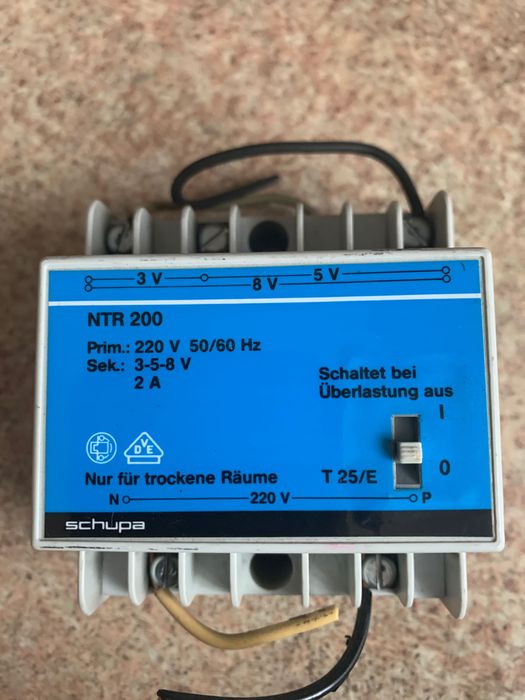 3 V 5 V
8 V
NTR 200
Prim.: 220 V 50/60 Hz
Sek.: 3-5-8 V
2 A
Schaltet bei
Überlastung aus
I
0
VDE
Nur für trockene Räume T 25/E
N 220 V P
schupa